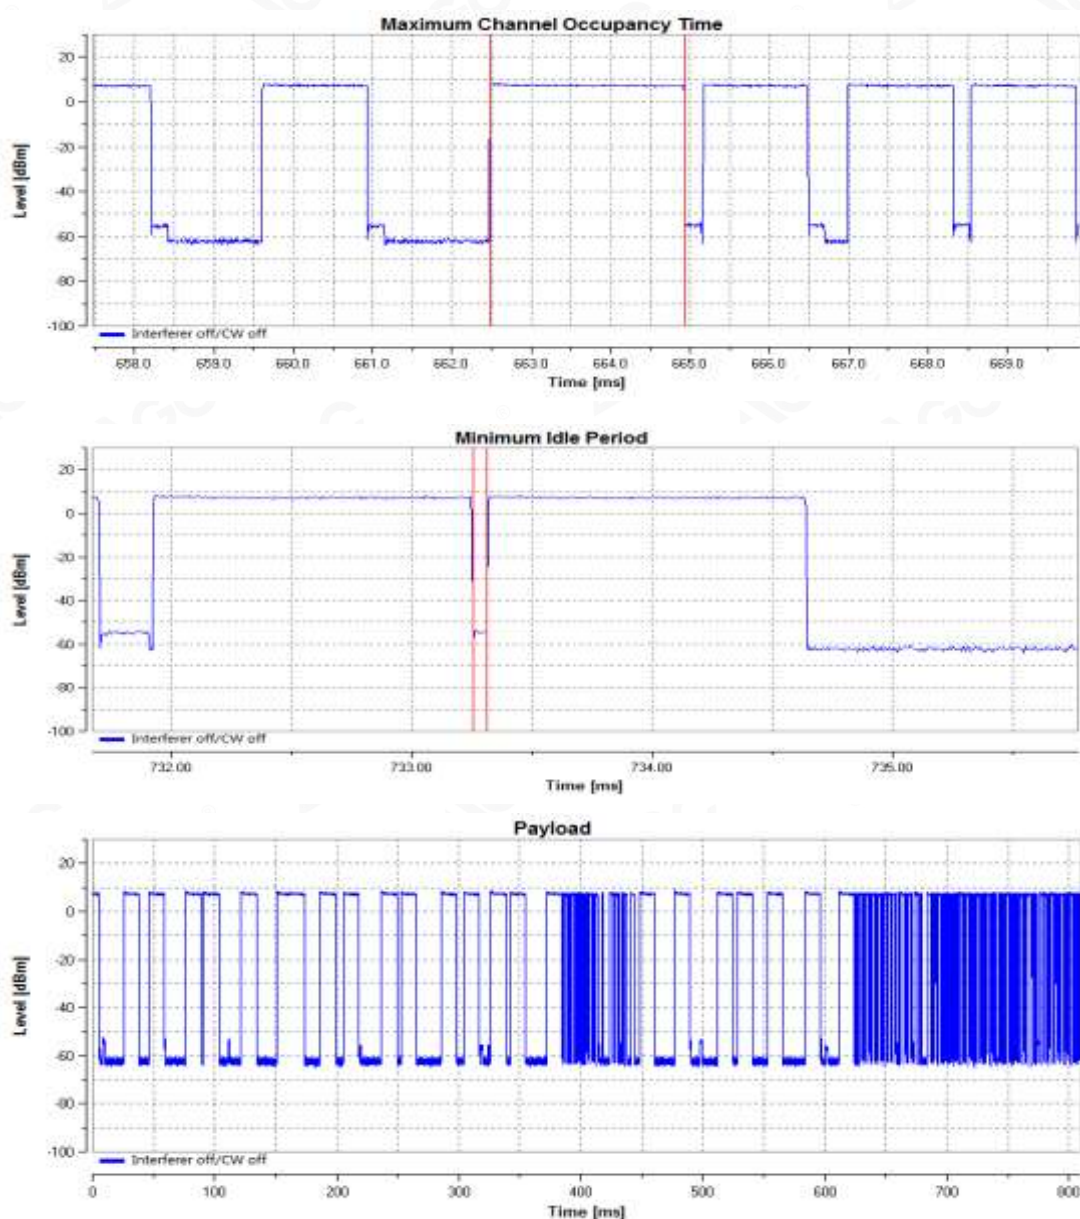 Maximum Channel Occupancy Time
20
0
-20
-40
-60
-80
-100
Level [dBm]
Interferer off/CW off
658.0 659.0 660.0 661.0 662.0 663.0 664.0 665.0 666.0 667.0 668.0 669.0
Time [ms]
Minimum Idle Period
20
0
-20
-40
-60
-80
-100
Level [dBm]
Interferer off/CW off
732.00 733.00 734.00 735.00
Time [ms]
Payload
20
0
-20
-40
-60
-80
-100
Level [dBm]
Interferer off/CW off
0 100 200 300 400 500 600 700 800
Time [ms]